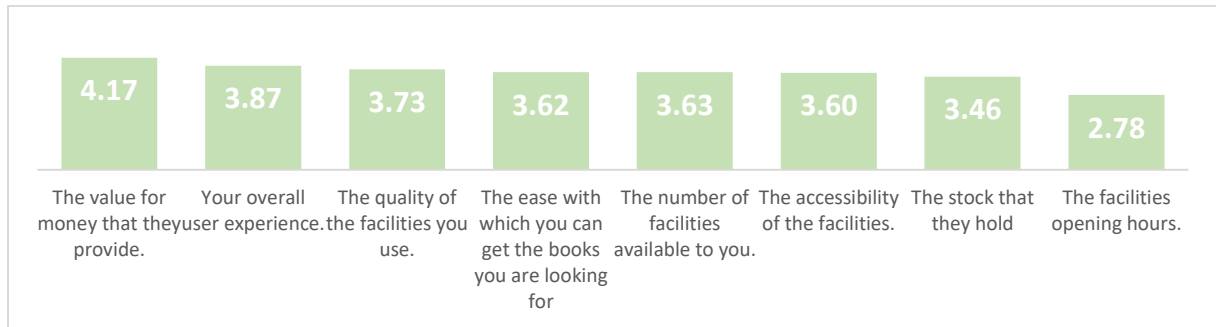 4.17
3.87
3.73
3.62
3.63
3.60
3.46
2.78
The value for
money that they
provide.
Your overall
user experience.
The quality of
the facilities you
use.
The ease with
which you can
get the books
you are looking
for
The number of
facilities
available to you.
The accessibility
of the facilities.
The stock that
they hold
The facilities
opening hours.